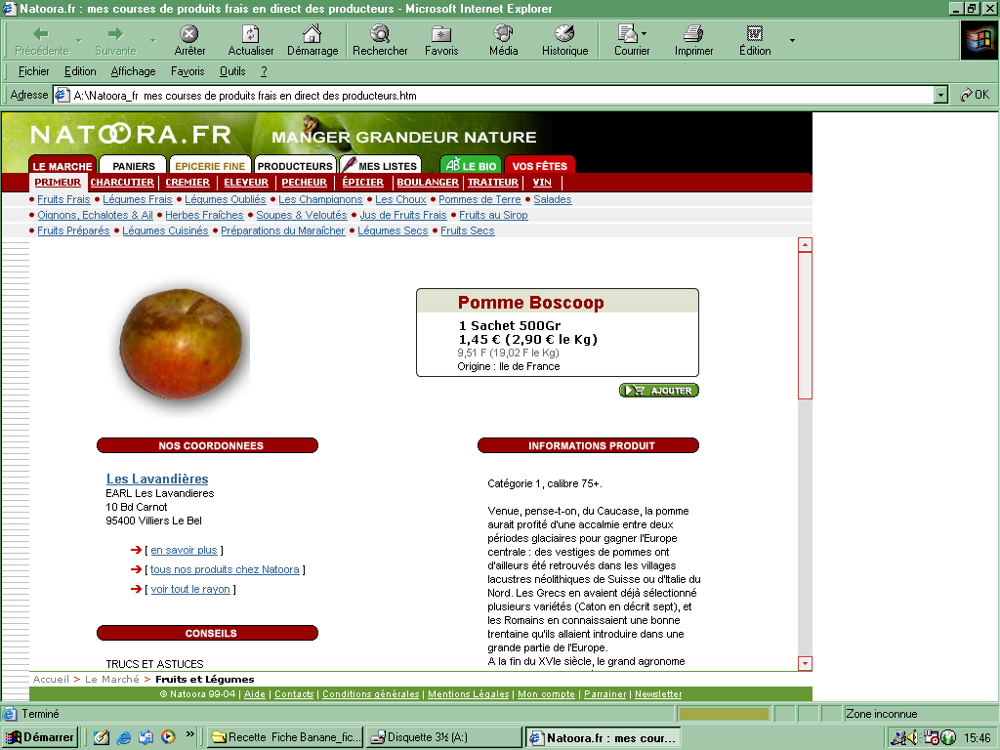 Natoora.fr : mes courses de produits frais en direct des producteurs - Microsoft Internet Explorer
Précédente Suivante Arrêter Actualiser Démarrage Rechercher Favoris Média Historique Courrier Imprimer Édition
Fichier Edition Affichage Favoris Outils ?
Adresse A:\Natoora_fr mes courses de produits frais en direct des producteurs.htm OK
NATOORA.FR MANGER GRANDEUR NATURE
LE MARCHE PANIERS EPICERIE FINE PRODUCTEURS MES LISTES AB LE BIO VOS FÊTES
PRIMEUR CHARCUTIER CRÉMIER ELEVEUR PECHEUR ÉPICIER BOULANGER TRAITEUR VIN
• Fruits Frais • Légumes Frais • Légumes Oubliés • Les Champignons • Les Choux • Pommes de Terre • Salades
• Oignons, Echalotes & Ail • Herbes Fraîches • Soupes & Veloutés • Jus de Fruits Frais • Fruits au Sirop
• Fruits Préparés • Légumes Cuisinés • Préparations du Maraîcher • Légumes Secs • Fruits Secs
Pomme Boscoop
1 Sachet 500Gr
1,45 € (2,90 € le Kg)
9,51 F (19,02 F le Kg)
Origine : Ile de France
AJOUTER
NOS COORDONNEES
Les Lavandières
EARL Les Lavandieres
10 Bd Carnot
95400 Villiers Le Bel
[ en savoir plus ]
[ tous nos produits chez Natoora ]
[ voir tout le rayon ]
CONSEILS
TRUCS ET ASTUCES
INFORMATIONS PRODUIT
Catégorie 1, calibre 75+.
Venue, pense-t-on, du Caucase, la pomme
aurait profité d'une accalmie entre deux
périodes glaciaires pour gagner l'Europe
centrale : des vestiges de pommes ont
d'ailleurs été retrouvés dans les villages
lacustres néolithiques de Suisse ou d'Italie du
Nord. Les Grecs en avaient déjà sélectionné
plusieurs variétés (Caton en décrit sept), et
les Romains en connaissaient une bonne
trentaine qu'ils allaient introduire dans une
grande partie de l'Europe.
A la fin du XVIe siècle, le grand agronome
Accueil > Le Marché > Fruits et Légumes
© Natoora 99-04 | Aide | Contacts | Conditions générales | Mentions Légales | Mon compte | Parrainer | Newsletter
Terminé Zone inconnue
Démarrer » Recette Fiche Banane_fic... Disquette 3½ (A:) Natoora.fr : mes cour... 15:46